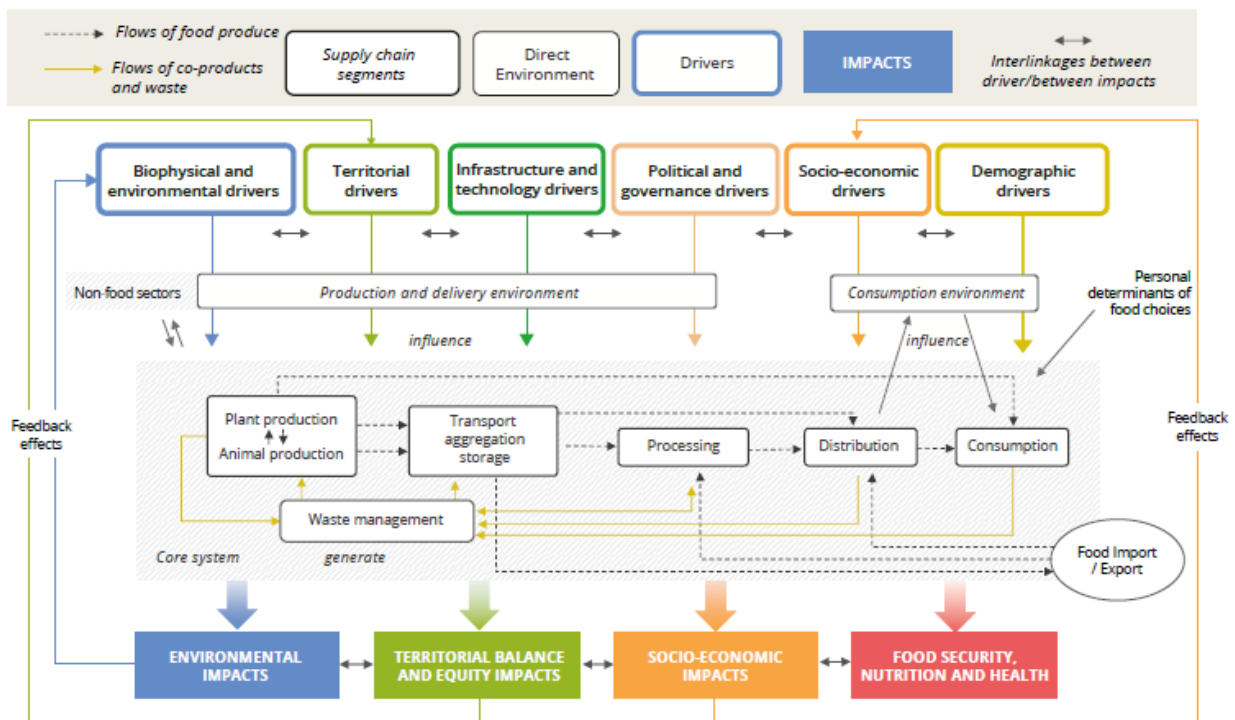 Flows of food produce
Flows of co-products
and waste
Supply chain
segments
Direct
Environment
Drivers
IMPACTS
Interlinkages between
driver/between impacts
Biophysical and
environmental drivers
Territorial
drivers
Infrastructure and
technology drivers
Political and
governance drivers
Socio-economic
drivers
Demographic
drivers
Non-food sectors
Production and delivery environment
Consumption environment
Personal
determinants of
food choices
influence
influence
Feedback
effects
Plant production
Animal production
Transport
aggregation
storage
Processing
Distribution
Consumption
Feedback
effects
Waste management
Core system
generate
Food Import
/ Export
ENVIRONMENTAL
IMPACTS
TERRITORIAL BALANCE
AND EQUITY IMPACTS
SOCIO-ECONOMIC
IMPACTS
FOOD SECURITY,
NUTRITION AND HEALTH